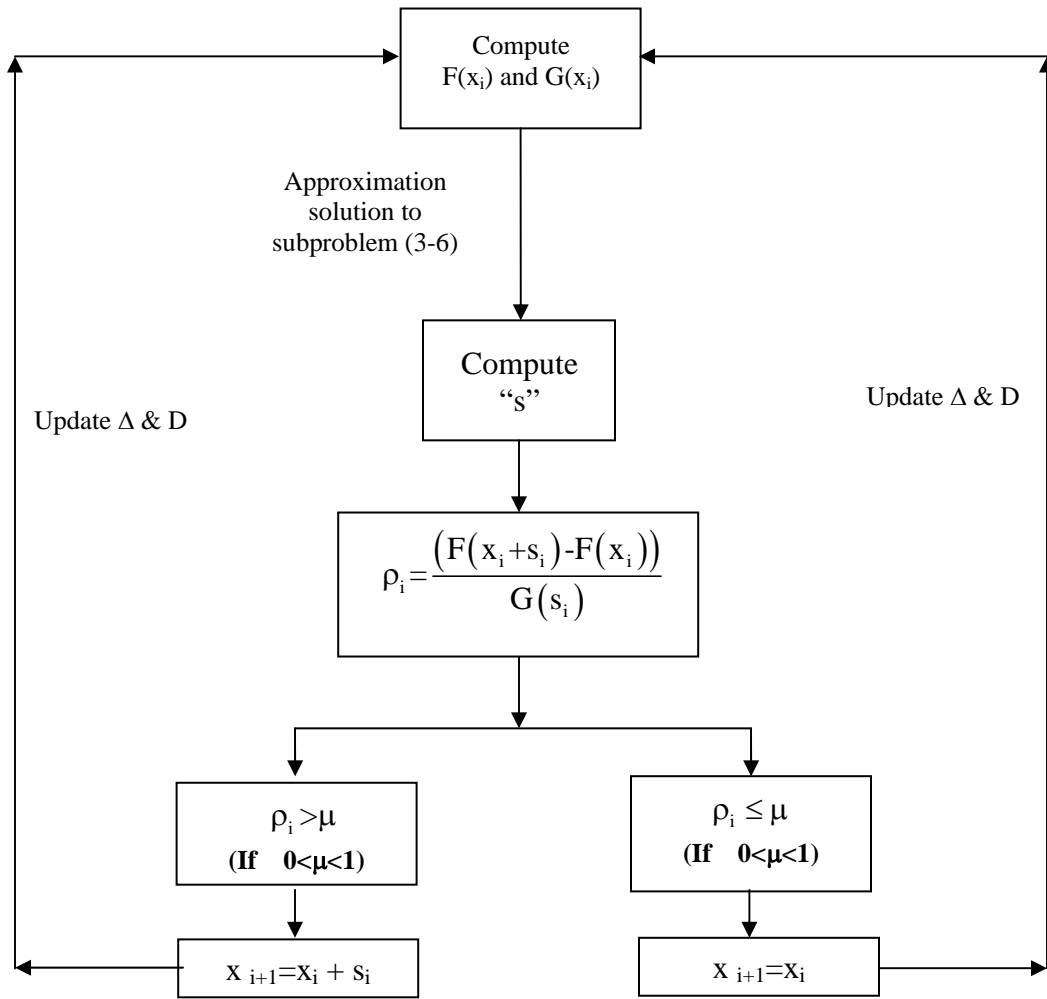 Compute
F(xᵢ) and G(xᵢ)
Approximation
solution to
subproblem (3-6)
Compute
“s”
Update Δ & D
Update Δ & D
ρᵢ=(F(xᵢ+sᵢ)-F(xᵢ))/G(sᵢ)
ρᵢ >μ
(If 0<μ<1)
ρᵢ ≤ μ
(If 0<μ<1)
x ᵢ₊₁=xᵢ + sᵢ
x ᵢ₊₁=xᵢ